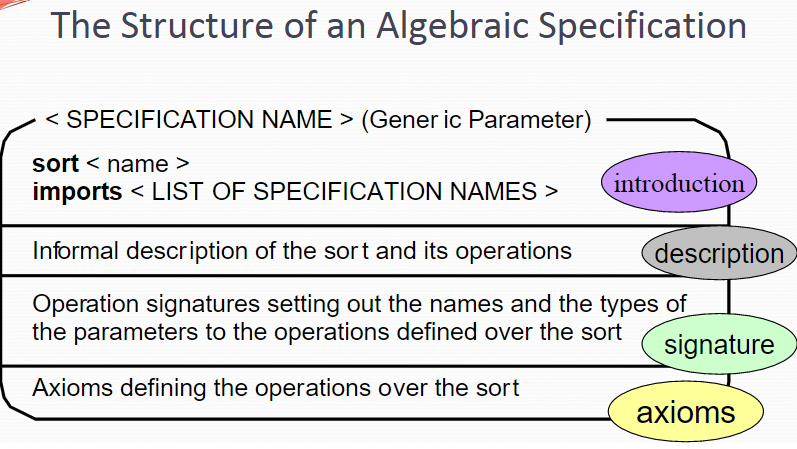 The Structure of an Algebraic Specification
< SPECIFICATION NAME > (Gener ic Parameter)
sort < name >
imports < LIST OF SPECIFICATION NAMES >
introduction
Informal description of the sor t and its operations
description
Operation signatures setting out the names and the types of
the parameters to the operations defined over the sort
signature
Axioms defining the operations over the sort
axioms